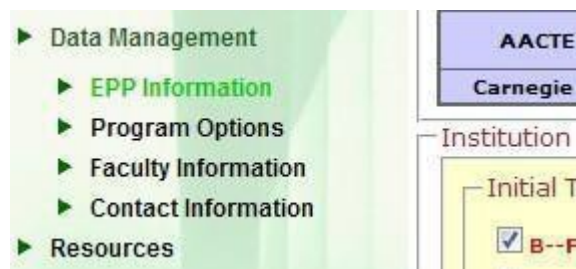 Data Management
EPP Information
Program Options
Faculty Information
Contact Information
Resources
AACTE
Carnegie
Institution
Initial
B--F